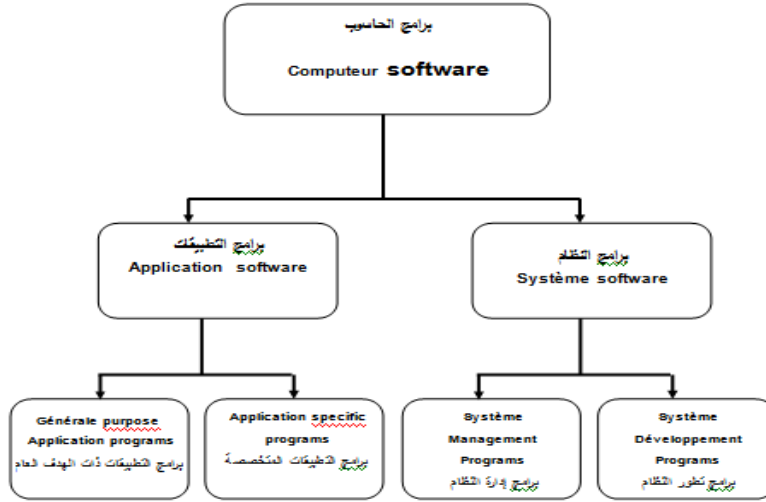 برامج الحاسوب
Computeur software
برامج التطبيقات
Application software
برامج النظام
Système software
Générale purpose
Application programs
برامج التطبيقات ذات الهدف العام
Application specific
programs
برامج التطبيقات المتخصصة
Système
Management
Programs
برامج إدارة النظام
Système
Développement
Programs
برامج تطور النظام